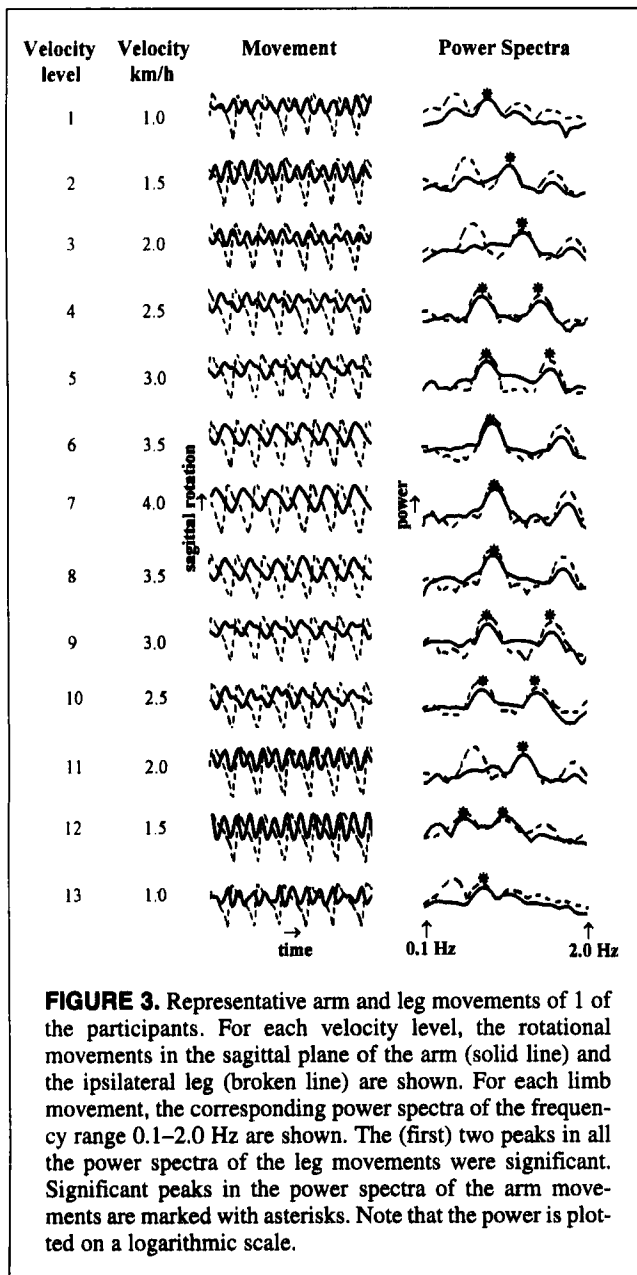 Velocity level Velocity km/h Movement Power Spectra
1 1.0
2 1.5
3 2.0
4 2.5
5 3.0
6 3.5
7 4.0
8 3.5
9 3.0
10 2.5
11 2.0
12 1.5
13 1.0
sagittal rotation →
power →
→
time
0.1 Hz 2.0 Hz
FIGURE 3. Representative arm and leg movements of 1 of
the participants. For each velocity level, the rotational
movements in the sagittal plane of the arm (solid line) and
the ipsilateral leg (broken line) are shown. For each limb
movement, the corresponding power spectra of the frequen-
cy range 0.1–2.0 Hz are shown. The (first) two peaks in all
the power spectra of the leg movements were significant.
Significant peaks in the power spectra of the arm move-
ments are marked with asterisks. Note that the power is plot-
ted on a logarithmic scale.